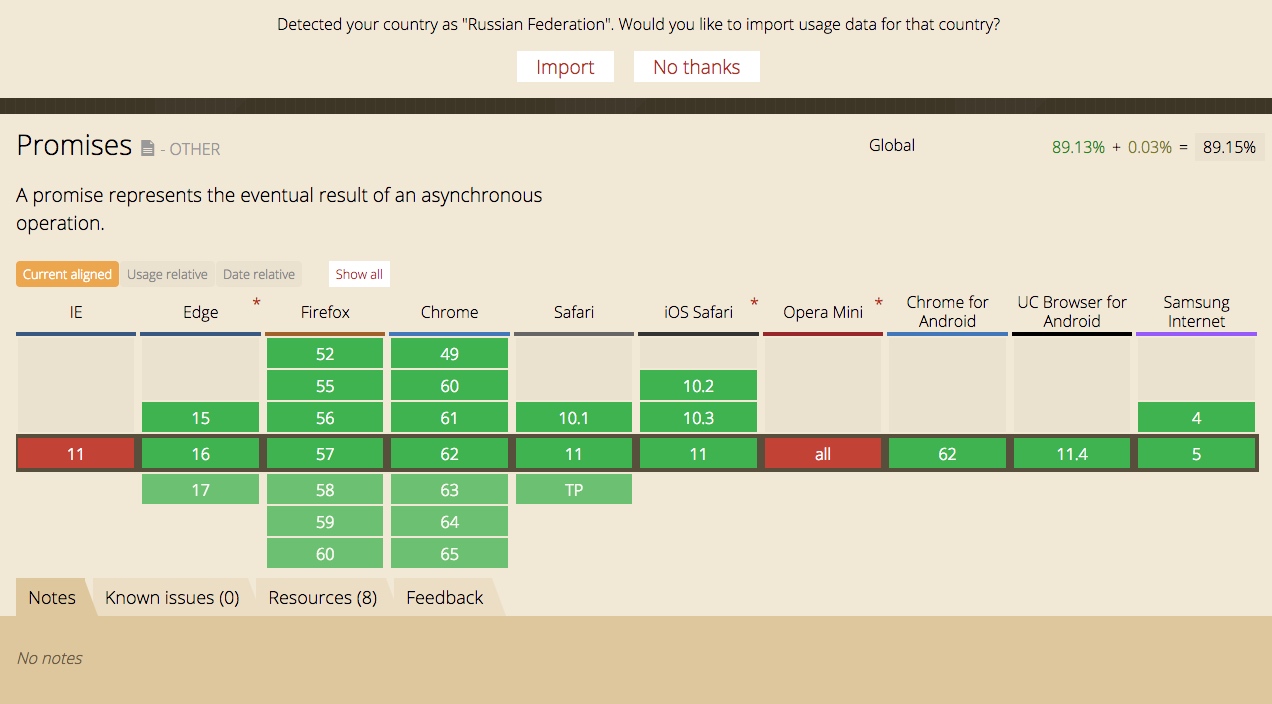 Detected your country as "Russian Federation". Would you like to import usage data for that country?
Import No thanks
Promises - OTHER
Global 89.13% + 0.03% = 89.15%
A promise represents the eventual result of an asynchronous
operation.
Current aligned Usage relative Date relative Show all
IE Edge * Firefox Chrome Safari iOS Safari * Opera Mini * Chrome for Android UC Browser for Android Samsung Internet
52 49
55 60 10.2
15 56 61 10.1 10.3 4
11 16 57 62 11 11 all 62 11.4 5
17 58 63 TP
59 64
60 65
Notes Known issues (0) Resources (8) Feedback
No notes